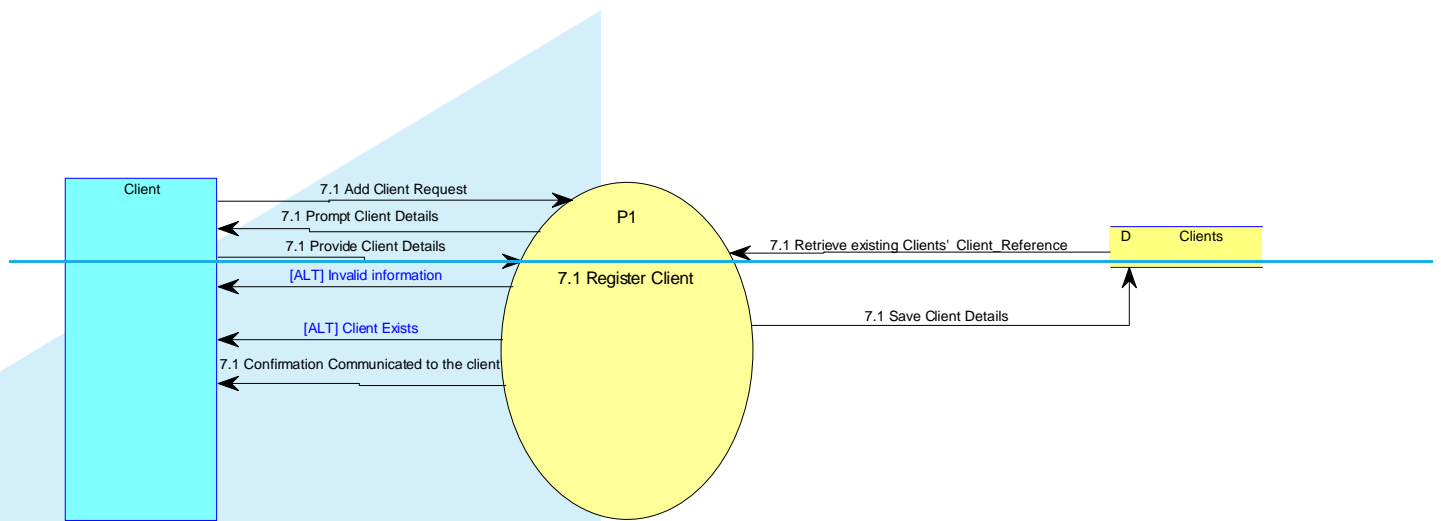 Client
7.1 Add Client Request
7.1 Prompt Client Details
7.1 Provide Client Details
[ALT] Invalid information
[ALT] Client Exists
7.1 Confirmation Communicated to the client
P1
7.1 Register Client
7.1 Retrieve existing Clients' Client_Reference
7.1 Save Client Details
D Clients